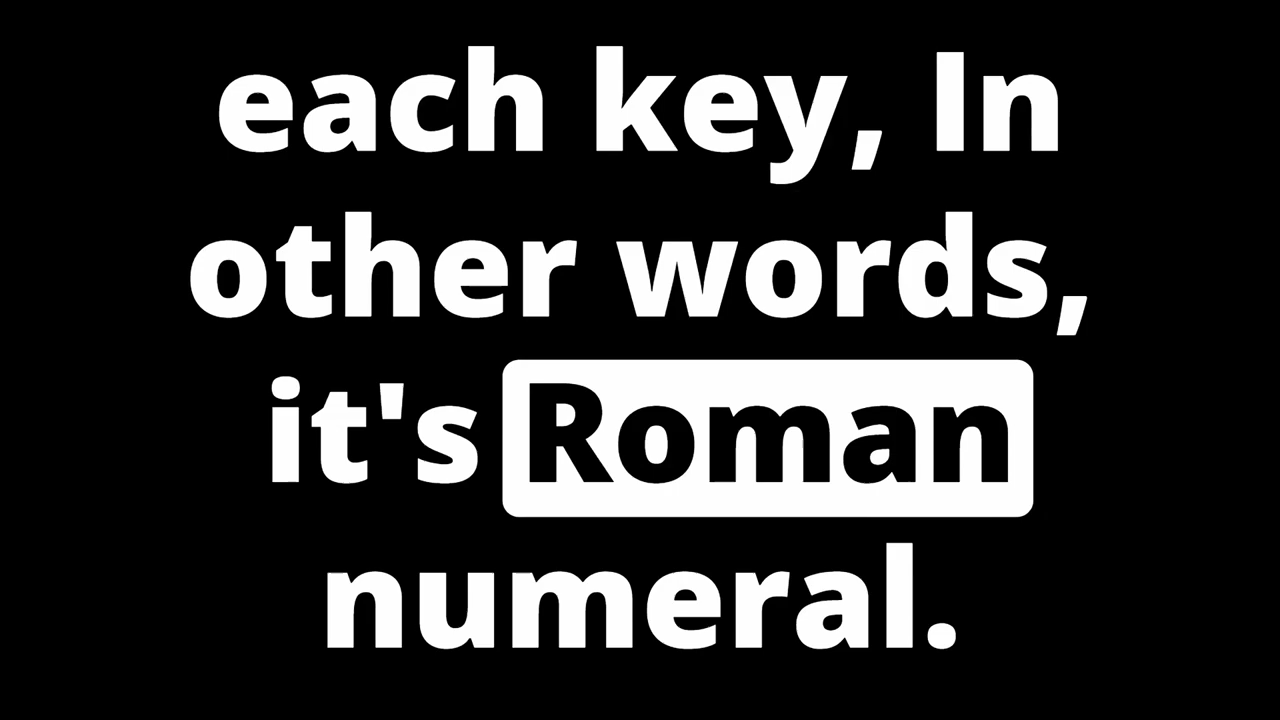 each key, In
other words,
it's Roman
numeral.